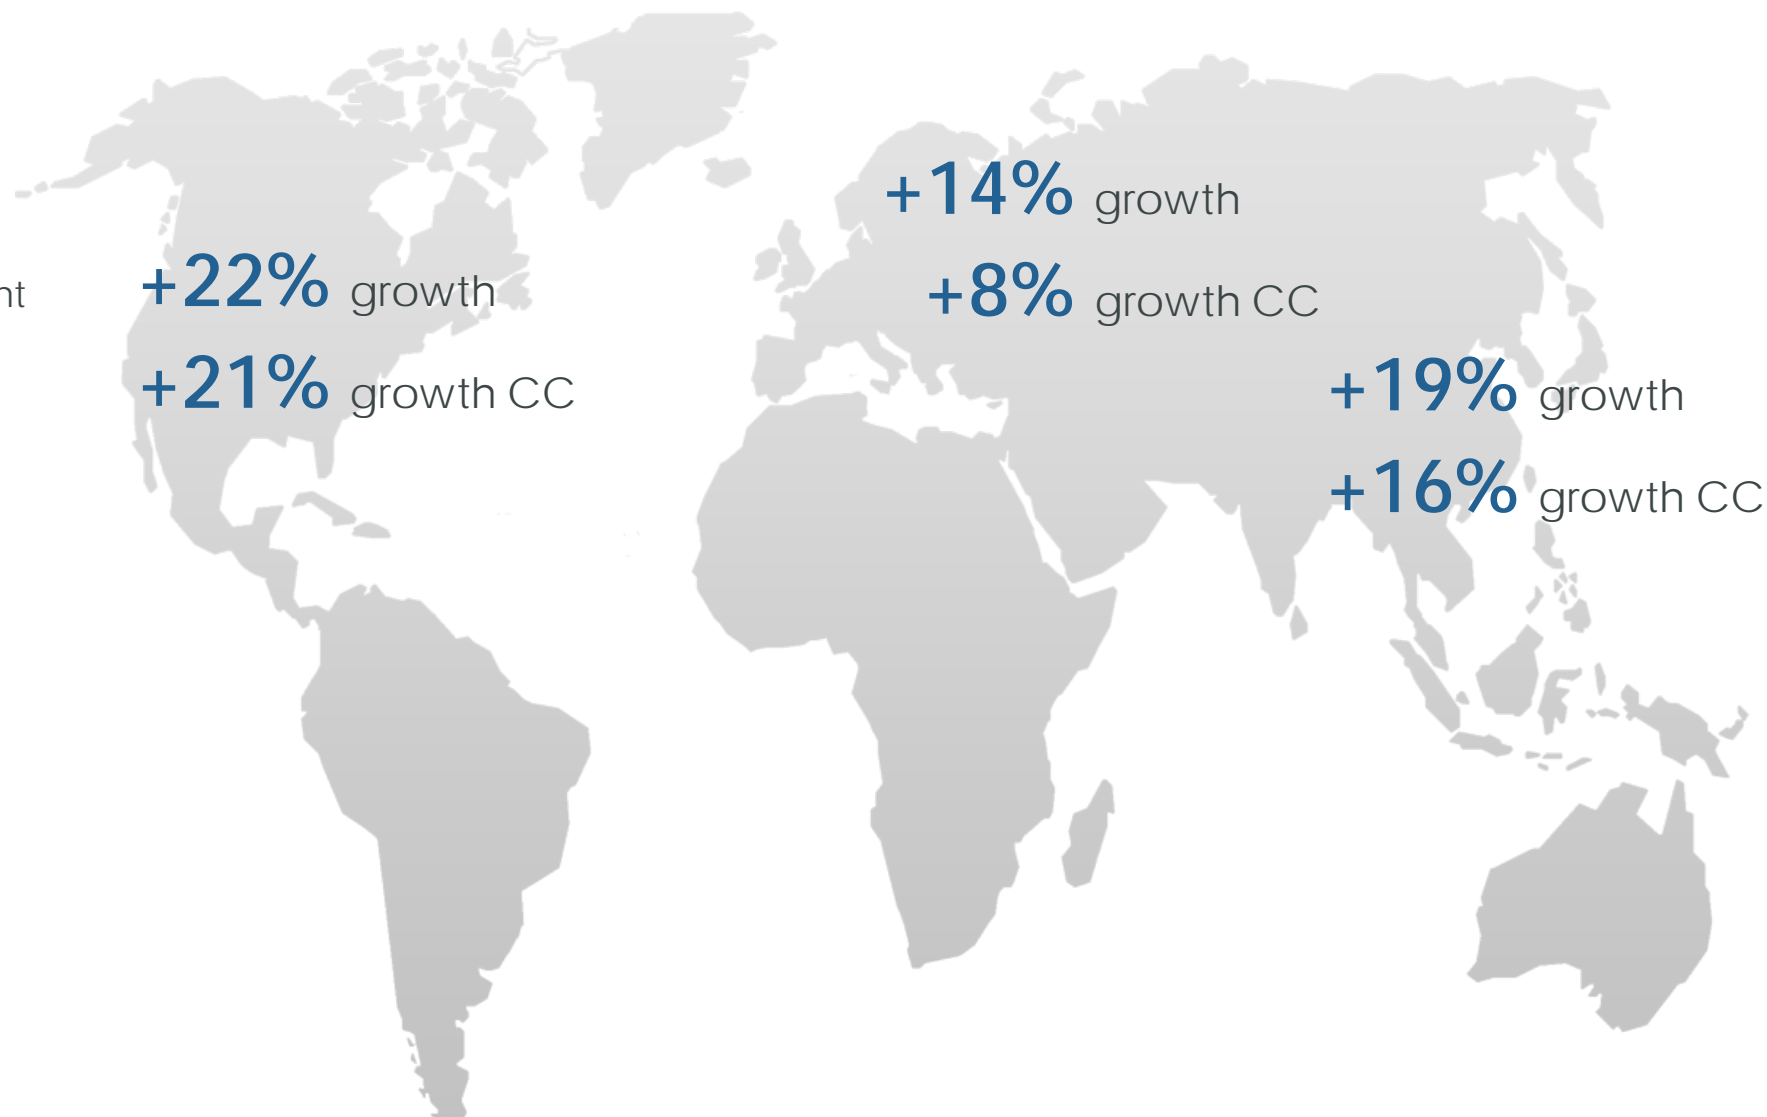 +22% growth
+21% growth CC
+14% growth
+8% growth CC
+19% growth
+16% growth CC